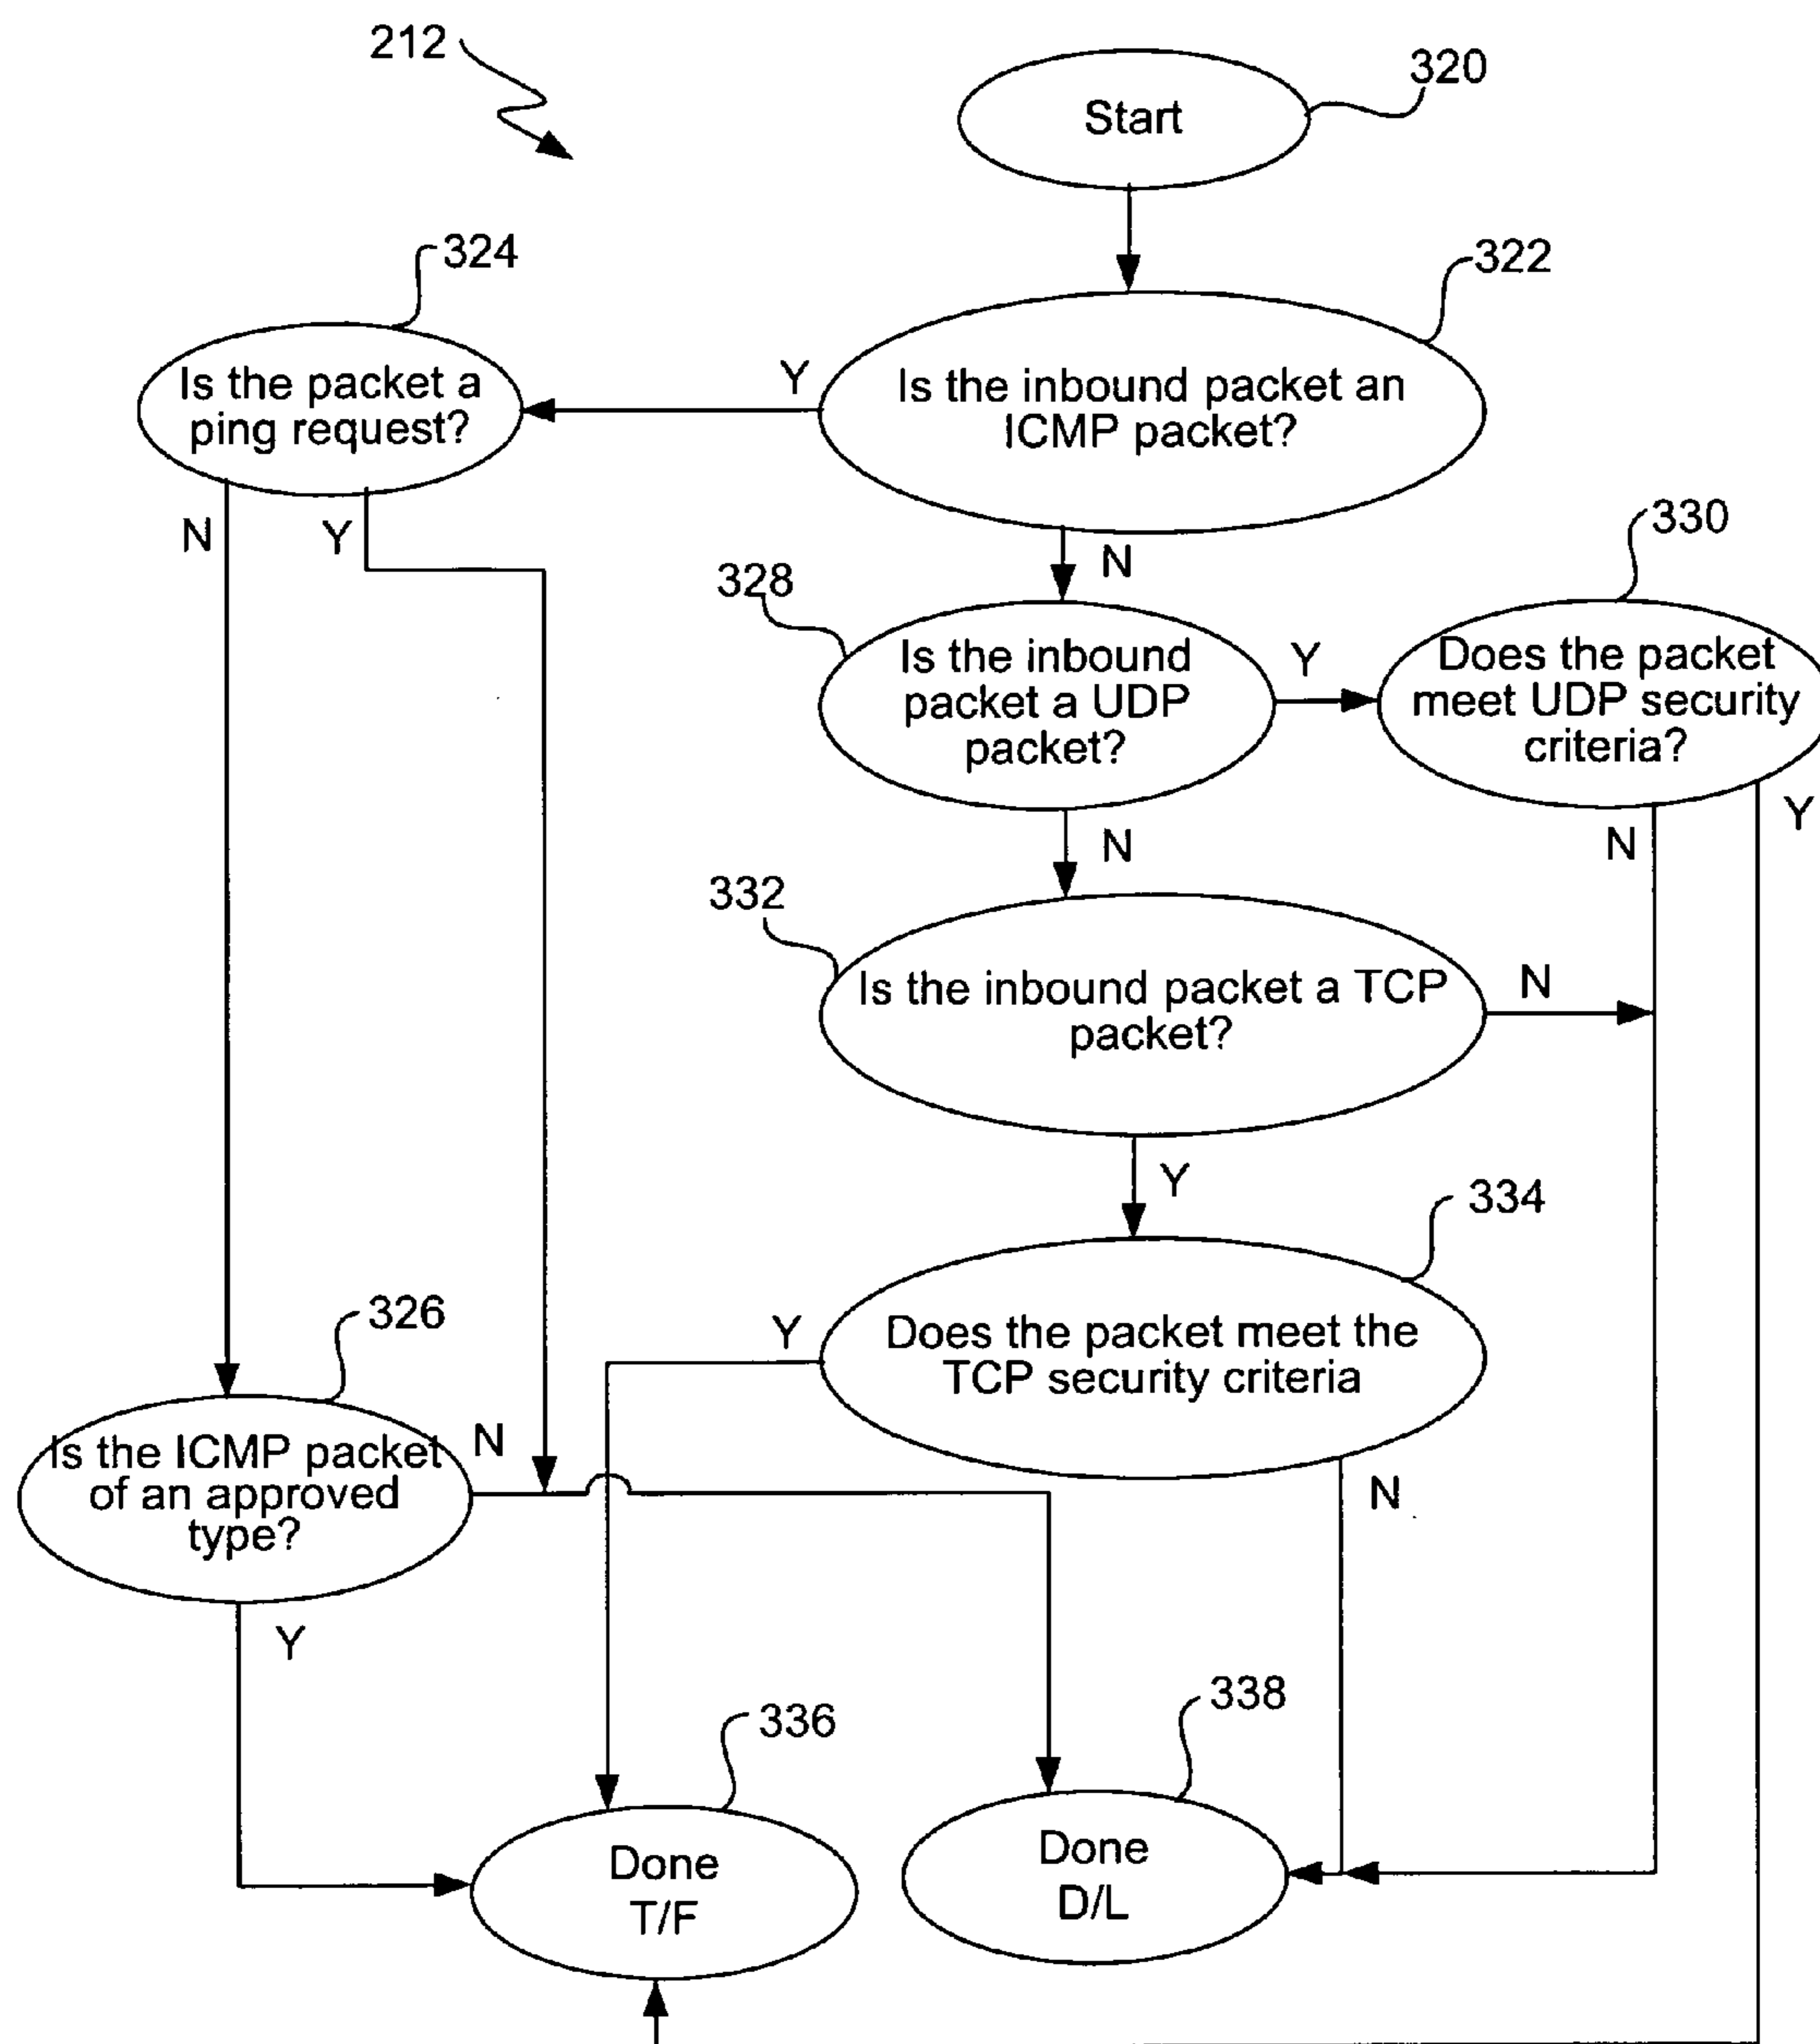 212
320
Start
324
322
Is the packet a
ping request?
Y
Is the inbound packet an
ICMP packet?
N
Y
330
N
328
Is the inbound
packet a UDP
packet?
Y
Does the packet
meet UDP security
criteria?
Y
N
N
332
Is the inbound packet a TCP
packet?
N
Y
334
326
Y
Does the packet meet the
TCP security criteria
Is the ICMP packet
of an approved
type?
N
N
Y
336
338
Done
T/F
Done
D/L